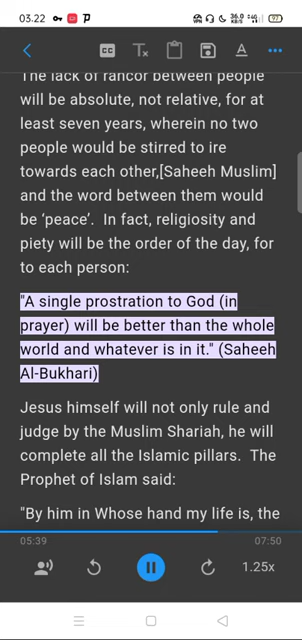 03.22
36.0 KB/S
97
CC
The lack of rancor between people
will be absolute, not relative, for at
least seven years, wherein no two
people would be stirred to ire
towards each other,[Saheeh Muslim]
and the word between them would
be ‘peace’.  In fact, religiosity and
piety will be the order of the day, for
to each person:
"A single prostration to God (in
prayer) will be better than the whole
world and whatever is in it." (Saheeh
Al-Bukhari)
Jesus himself will not only rule and
judge by the Muslim Shariah, he will
complete all the Islamic pillars.  The
Prophet of Islam said:
"By him in Whose hand my life is, the
05:39
07:50
1.25x